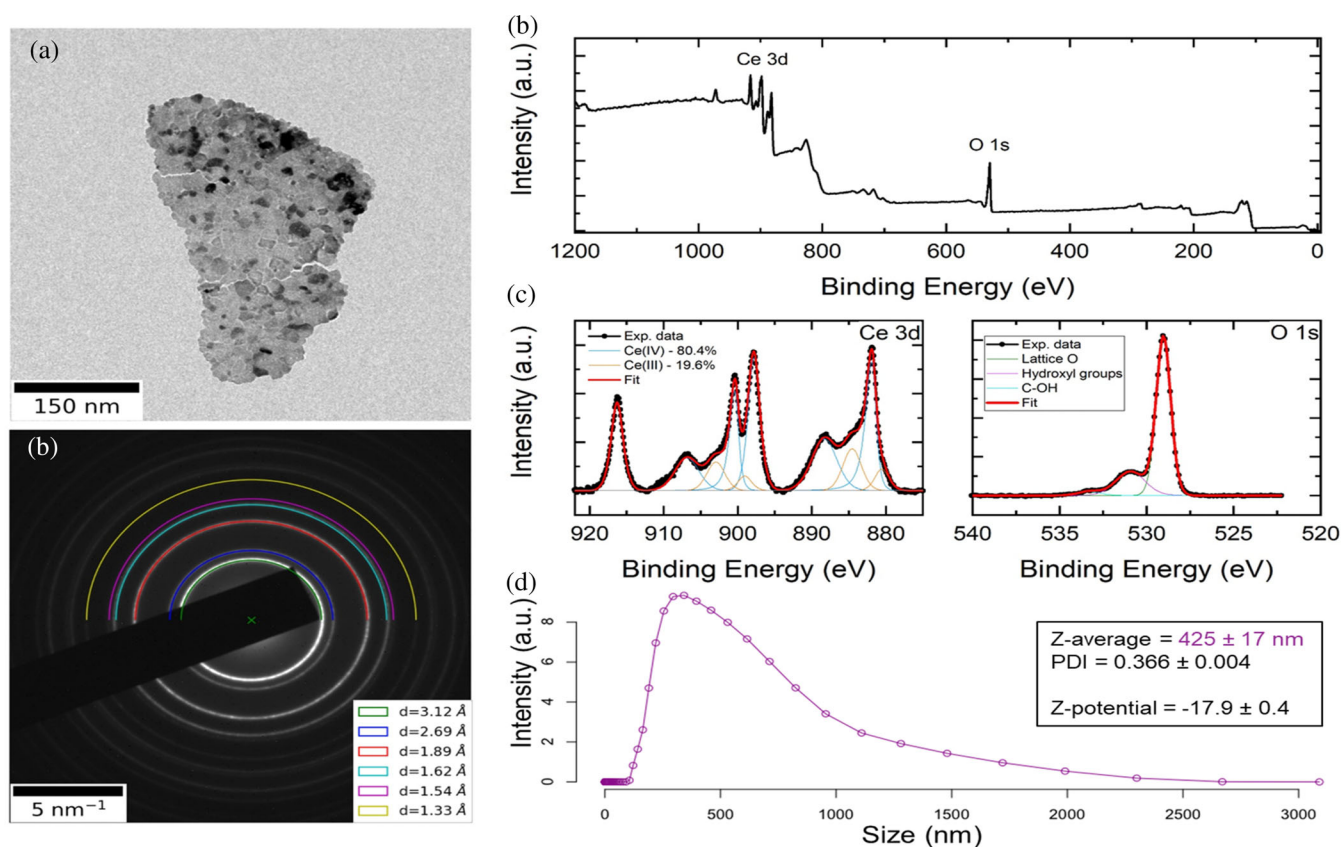 (a)
150 nm
(b)
d=3.12 Å
d=2.69 Å
d=1.89 Å
d=1.62 Å
d=1.54 Å
d=1.33 Å
5 nm⁻¹
(b)
Intensity (a.u.)
Ce 3d
O 1s
1200 1000 800 600 400 200 0
Binding Energy (eV)
(c)
Intensity (a.u.)
Exp. data
Ce(IV) - 80.4%
Ce(III) - 19.6%
Fit
Ce 3d
920 910 900 890 880
Binding Energy (eV)
Intensity (a.u.)
Exp. data
Lattice O
Hydroxyl groups
C-OH
Fit
O 1s
540 535 530 525 520
Binding Energy (eV)
(d)
Intensity (a.u.)
8
6
4
2
0
Z-average = 425 ± 17 nm
PDI = 0.366 ± 0.004
Z-potential = -17.9 ± 0.4
0 500 1000 1500 2000 2500 3000
Size (nm)